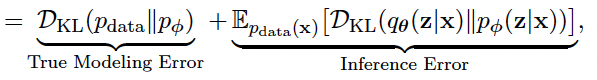 = 𝒟_KL(p_data∥p_ϕ) + 𝔼_{p_data(𝐱)}[𝒟_KL(q_𝛉(𝐳|𝐱)∥p_ϕ(𝐳|𝐱))],
True Modeling Error Inference Error